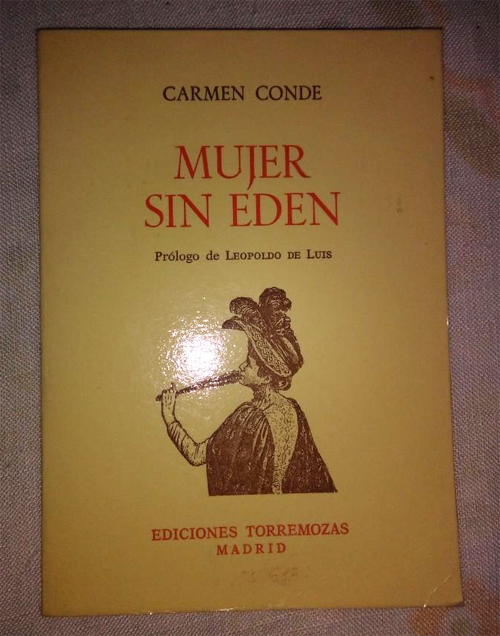 CARMEN CONDE
MUJER
SIN EDEN
Prólogo de LEOPOLDO DE LUIS
EDICIONES TORREMOZAS
MADRID